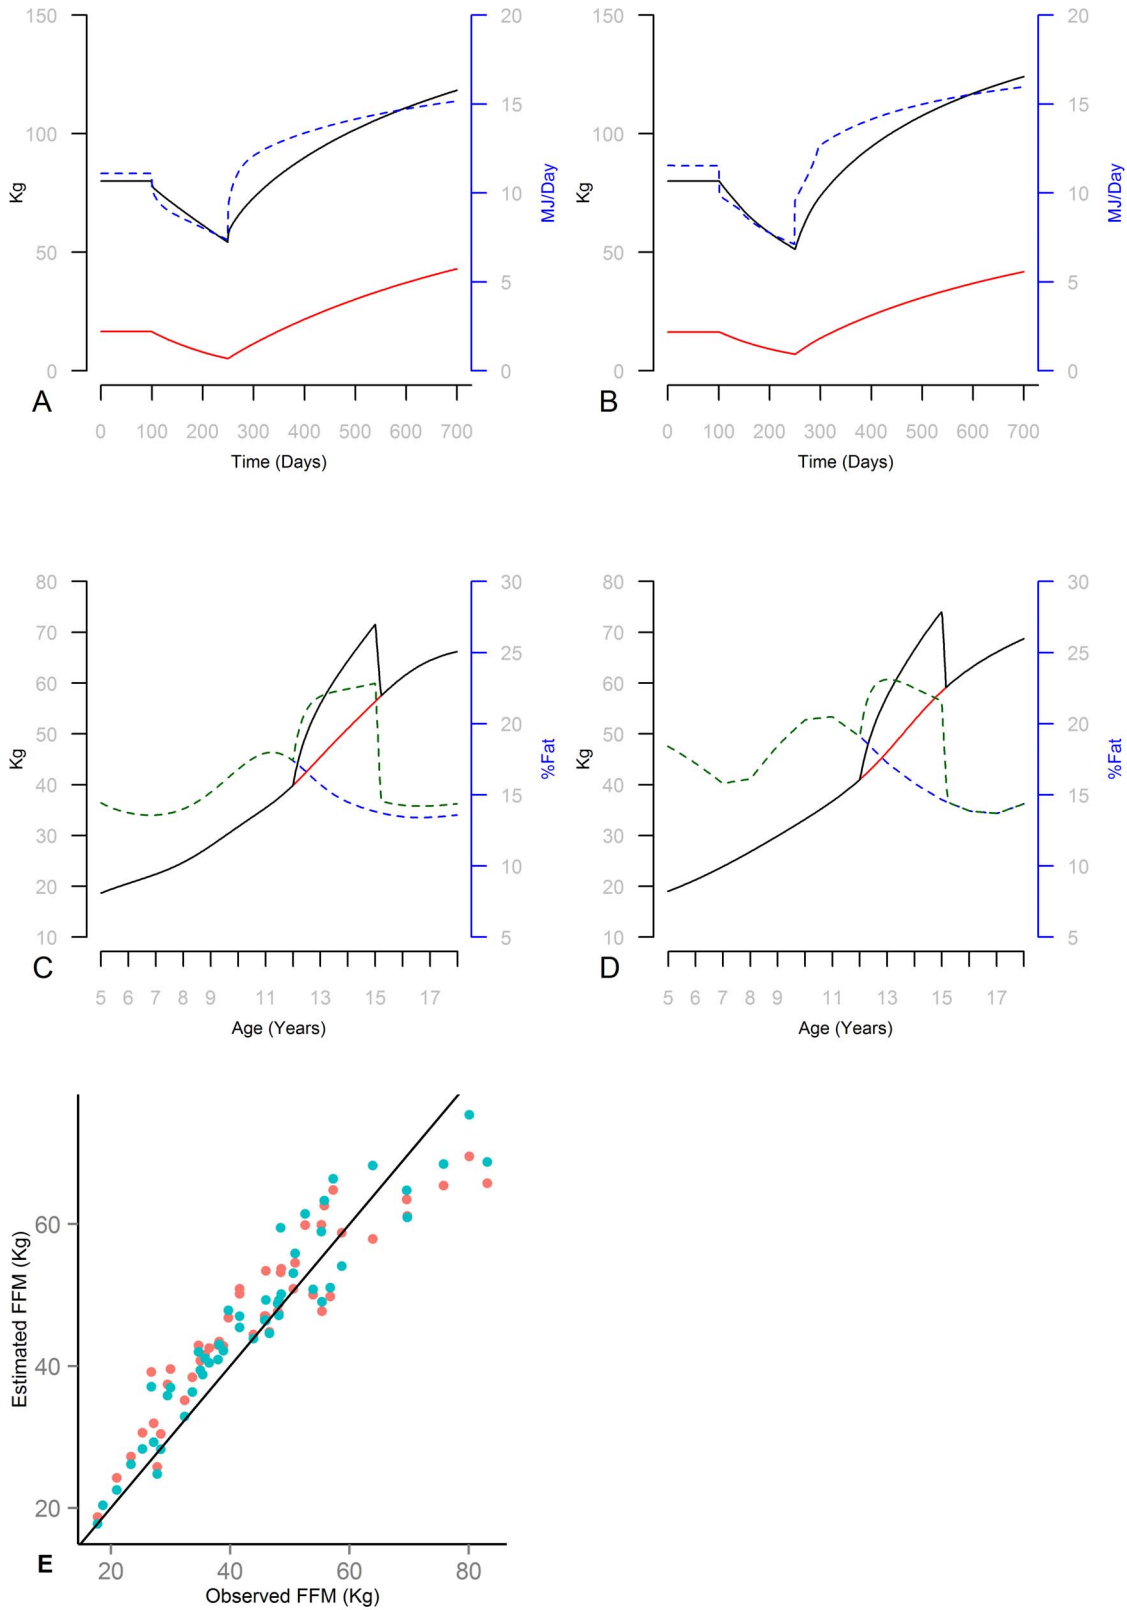 150
100
50
0
Kg
20
15
10
5
0
MJ/Day
A
0 100 200 300 400 500 600 700
Time (Days)
150
100
50
0
Kg
20
15
10
5
0
MJ/Day
B
0 100 200 300 400 500 600 700
Time (Days)
80
70
60
50
40
30
20
10
Kg
30
25
20
15
10
5
%Fat
C
5 6 7 8 9 11 13 15 17
Age (Years)
80
70
60
50
40
30
20
10
Kg
30
25
20
15
10
5
%Fat
D
5 6 7 8 9 11 13 15 17
Age (Years)
60
40
20
Estimated FFM (Kg)
E
20 40 60 80
Observed FFM (Kg)